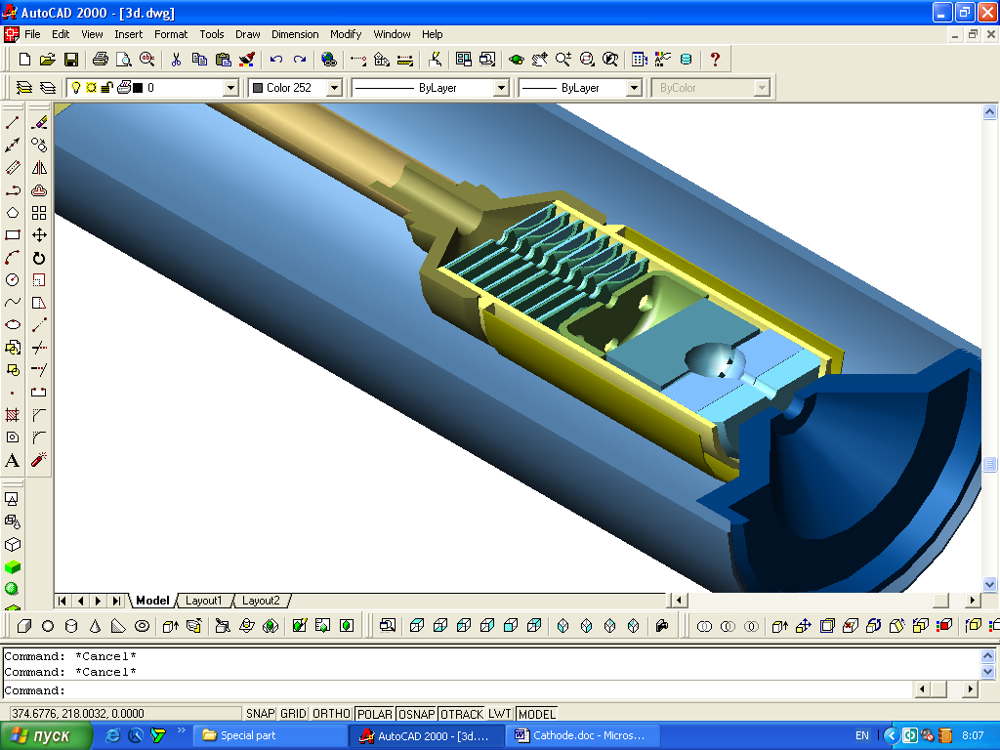 AutoCAD 2000 - [3d.dwg]
File Edit View Insert Format Tools Draw Dimension Modify Window Help
0 Color 252 ByLayer ByLayer ByColor
A
Model Layout1 Layout2
Command: *Cancel*
Command: *Cancel*
Command:
374.6776, 218.0032, 0.0000 SNAP GRID ORTHO POLAR OSNAP OTRACK LWT MODEL
пуск Special part AutoCAD 2000 - [3d.... Cathode.doc - Micros... EN 8:07